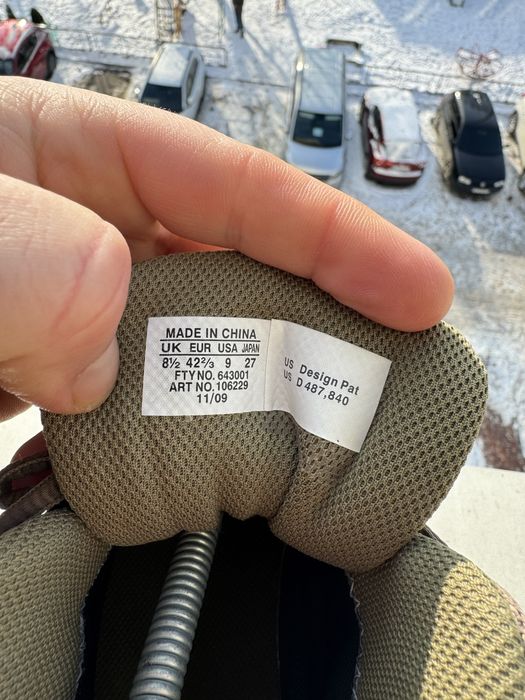 MADE IN CHINA
UK EUR USA JAPAN
8½ 42⅔ 9 27
FTY NO. 643001
ART NO. 106229
11/09
US Design Pat
US D 487,840